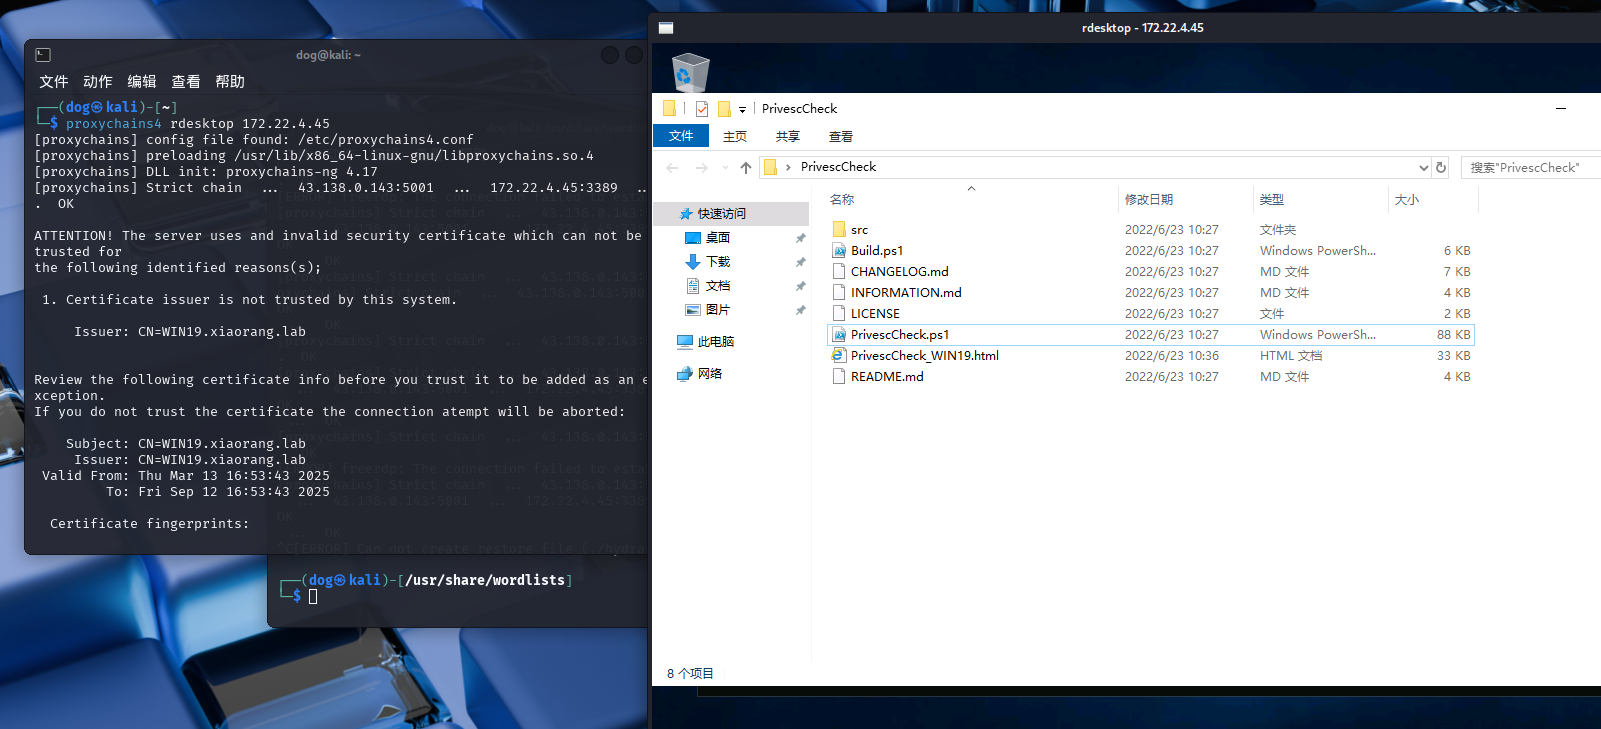 dog@kali: ~
文件 动作 编辑 查看 帮助
┌──(dog㉿kali)-[~]
└─$ proxychains4 rdesktop 172.22.4.45
[proxychains] config file found: /etc/proxychains4.conf
[proxychains] preloading /usr/lib/x86_64-linux-gnu/libproxychains.so.4
[proxychains] DLL init: proxychains-ng 4.17
[proxychains] Strict chain ... 43.138.0.143:5001 ... 172.22.4.45:3389 ..
. OK
ATTENTION! The server uses and invalid security certificate which can not be
trusted for
the following identified reasons(s);
1. Certificate issuer is not trusted by this system.
Issuer: CN=WIN19.xiaorang.lab
Review the following certificate info before you trust it to be added as an e
xception.
If you do not trust the certificate the connection atempt will be aborted:
Subject: CN=WIN19.xiaorang.lab
Issuer: CN=WIN19.xiaorang.lab
Valid From: Thu Mar 13 16:53:43 2025
To: Fri Sep 12 16:53:43 2025
Certificate fingerprints:
┌──(dog㉿kali)-[/usr/share/wordlists]
└─$
rdesktop - 172.22.4.45
PrivescCheck
文件 主页 共享 查看
PrivescCheck
搜索"PrivescCheck"
快速访问
桌面
下载
文档
图片
此电脑
网络
名称 修改日期 类型 大小
src 2022/6/23 10:27 文件夹
Build.ps1 2022/6/23 10:27 Windows PowerSh... 6 KB
CHANGELOG.md 2022/6/23 10:27 MD 文件 7 KB
INFORMATION.md 2022/6/23 10:27 MD 文件 4 KB
LICENSE 2022/6/23 10:27 文件 2 KB
PrivescCheck.ps1 2022/6/23 10:27 Windows PowerSh... 88 KB
PrivescCheck_WIN19.html 2022/6/23 10:36 HTML 文档 33 KB
README.md 2022/6/23 10:27 MD 文件 4 KB
8 个项目